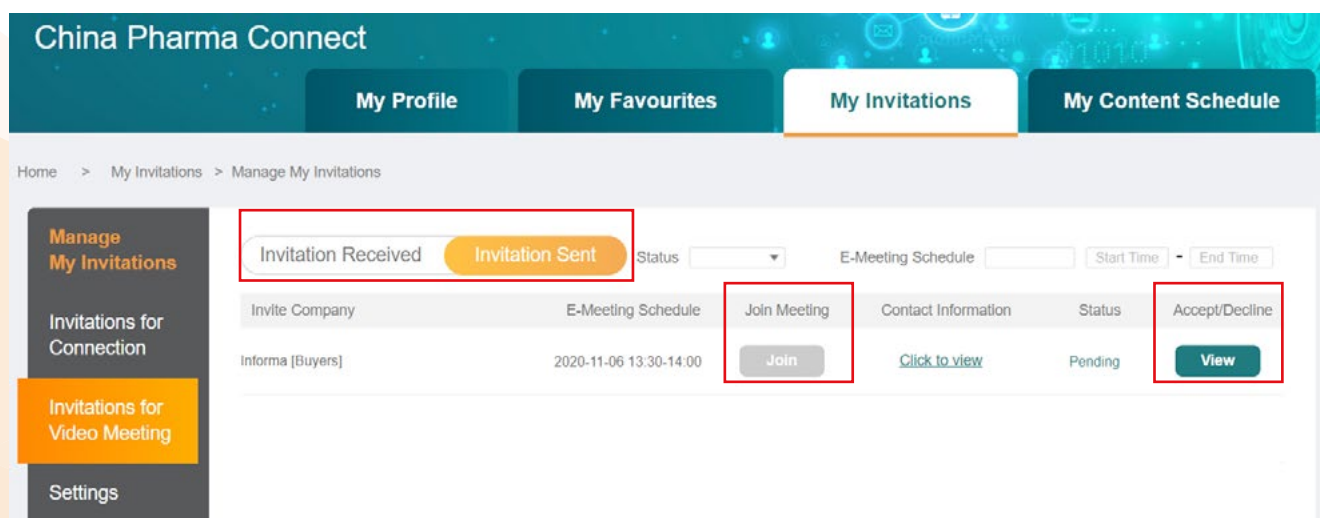 China Pharma Connect
My Profile My Favourites My Invitations My Content Schedule
Home > My Invitations > Manage My Invitations
Manage
My Invitations
Invitations for
Connection
Invitations for
Video Meeting
Settings
Invitation Received Invitation Sent Status E-Meeting Schedule Start Time - End Time
Invite Company E-Meeting Schedule Join Meeting Contact Information Status Accept/Decline
Informa [Buyers] 2020-11-06 13:30-14:00 Join Click to view Pending View